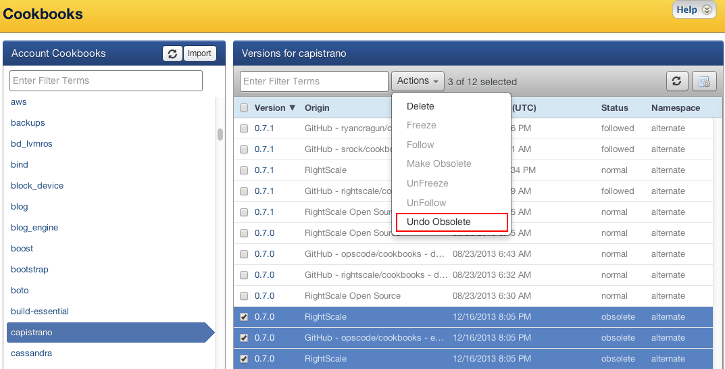 Cookbooks
Help
Account Cookbooks
Import
Versions for capistrano
Enter Filter Terms
Enter Filter Terms
Actions
3 of 12 selected
aws
backups
bd_lvmros
bind
block_device
blog
blog_engine
boost
bootstrap
boto
build-essential
capistrano
cassandra
Delete
Freeze
Follow
Make Obsolete
UnFreeze
UnFollow
Undo Obsolete
Version ▼ Origin (UTC) Status Namespace
0.7.1 GitHub - ryancragun/c 6 PM followed alternate
0.7.1 GitHub - srock/cookbo 9 AM followed alternate
0.7.1 RightScale 34 PM normal alternate
0.7.1 GitHub - rightscale/co 9 AM followed alternate
0.7.1 RightScale Open Source 5 AM normal alternate
0.7.0 RightScale Open Source 5 AM normal alternate
0.7.0 GitHub - opscode/cookbooks - d... 08/23/2013 6:43 AM normal alternate
0.7.0 GitHub - rightscale/cookbooks - d... 08/23/2013 6:32 AM normal alternate
0.7.0 RightScale Open Source 08/23/2013 6:30 AM normal alternate
0.7.0 RightScale 12/16/2013 8:05 PM obsolete alternate
0.7.0 GitHub - opscode/cookbooks - e... 12/16/2013 8:05 PM obsolete alternate
0.7.0 RightScale 12/16/2013 8:05 PM obsolete alternate